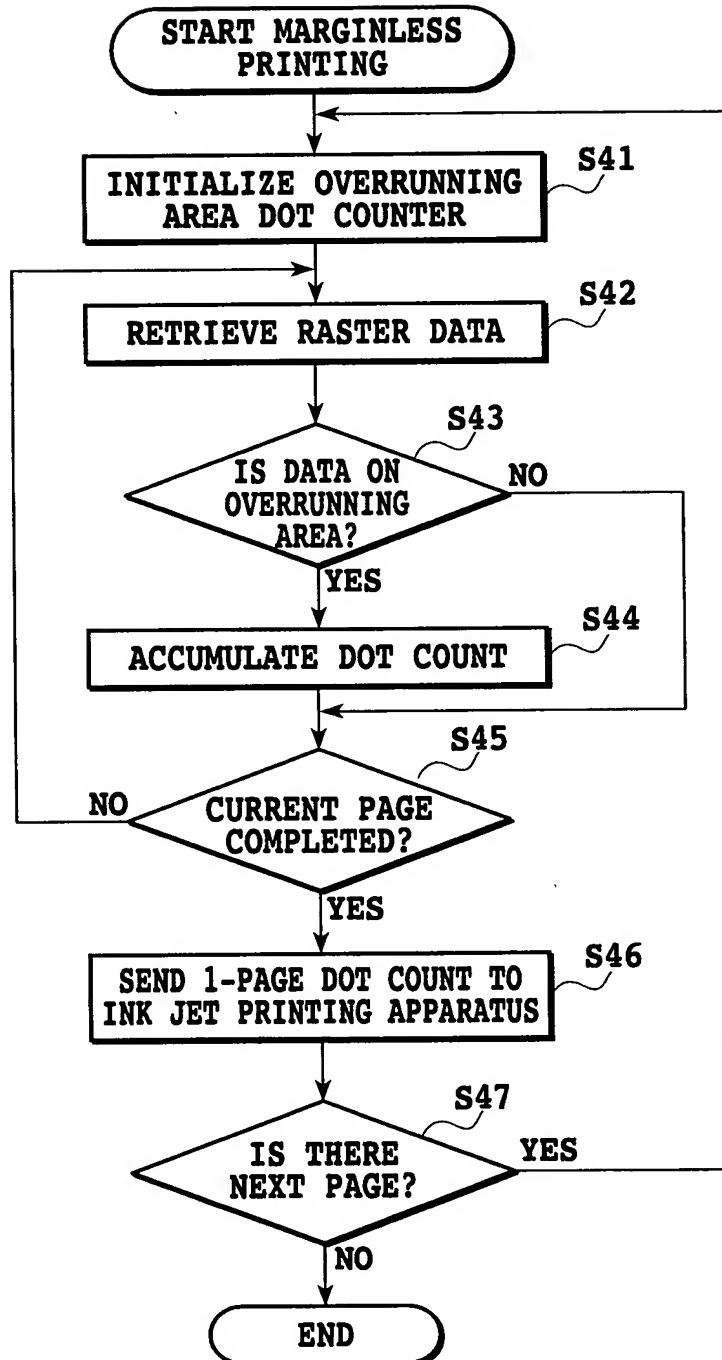 START MARGINLESS
PRINTING
S41
INITIALIZE OVERRUNNING
AREA DOT COUNTER
S42
RETRIEVE RASTER DATA
S43
IS DATA ON
OVERRUNNING
AREA?
NO
YES
S44
ACCUMULATE DOT COUNT
S45
NO
CURRENT PAGE
COMPLETED?
YES
S46
SEND 1-PAGE DOT COUNT TO
INK JET PRINTING APPARATUS
S47
IS THERE
NEXT PAGE?
YES
NO
END